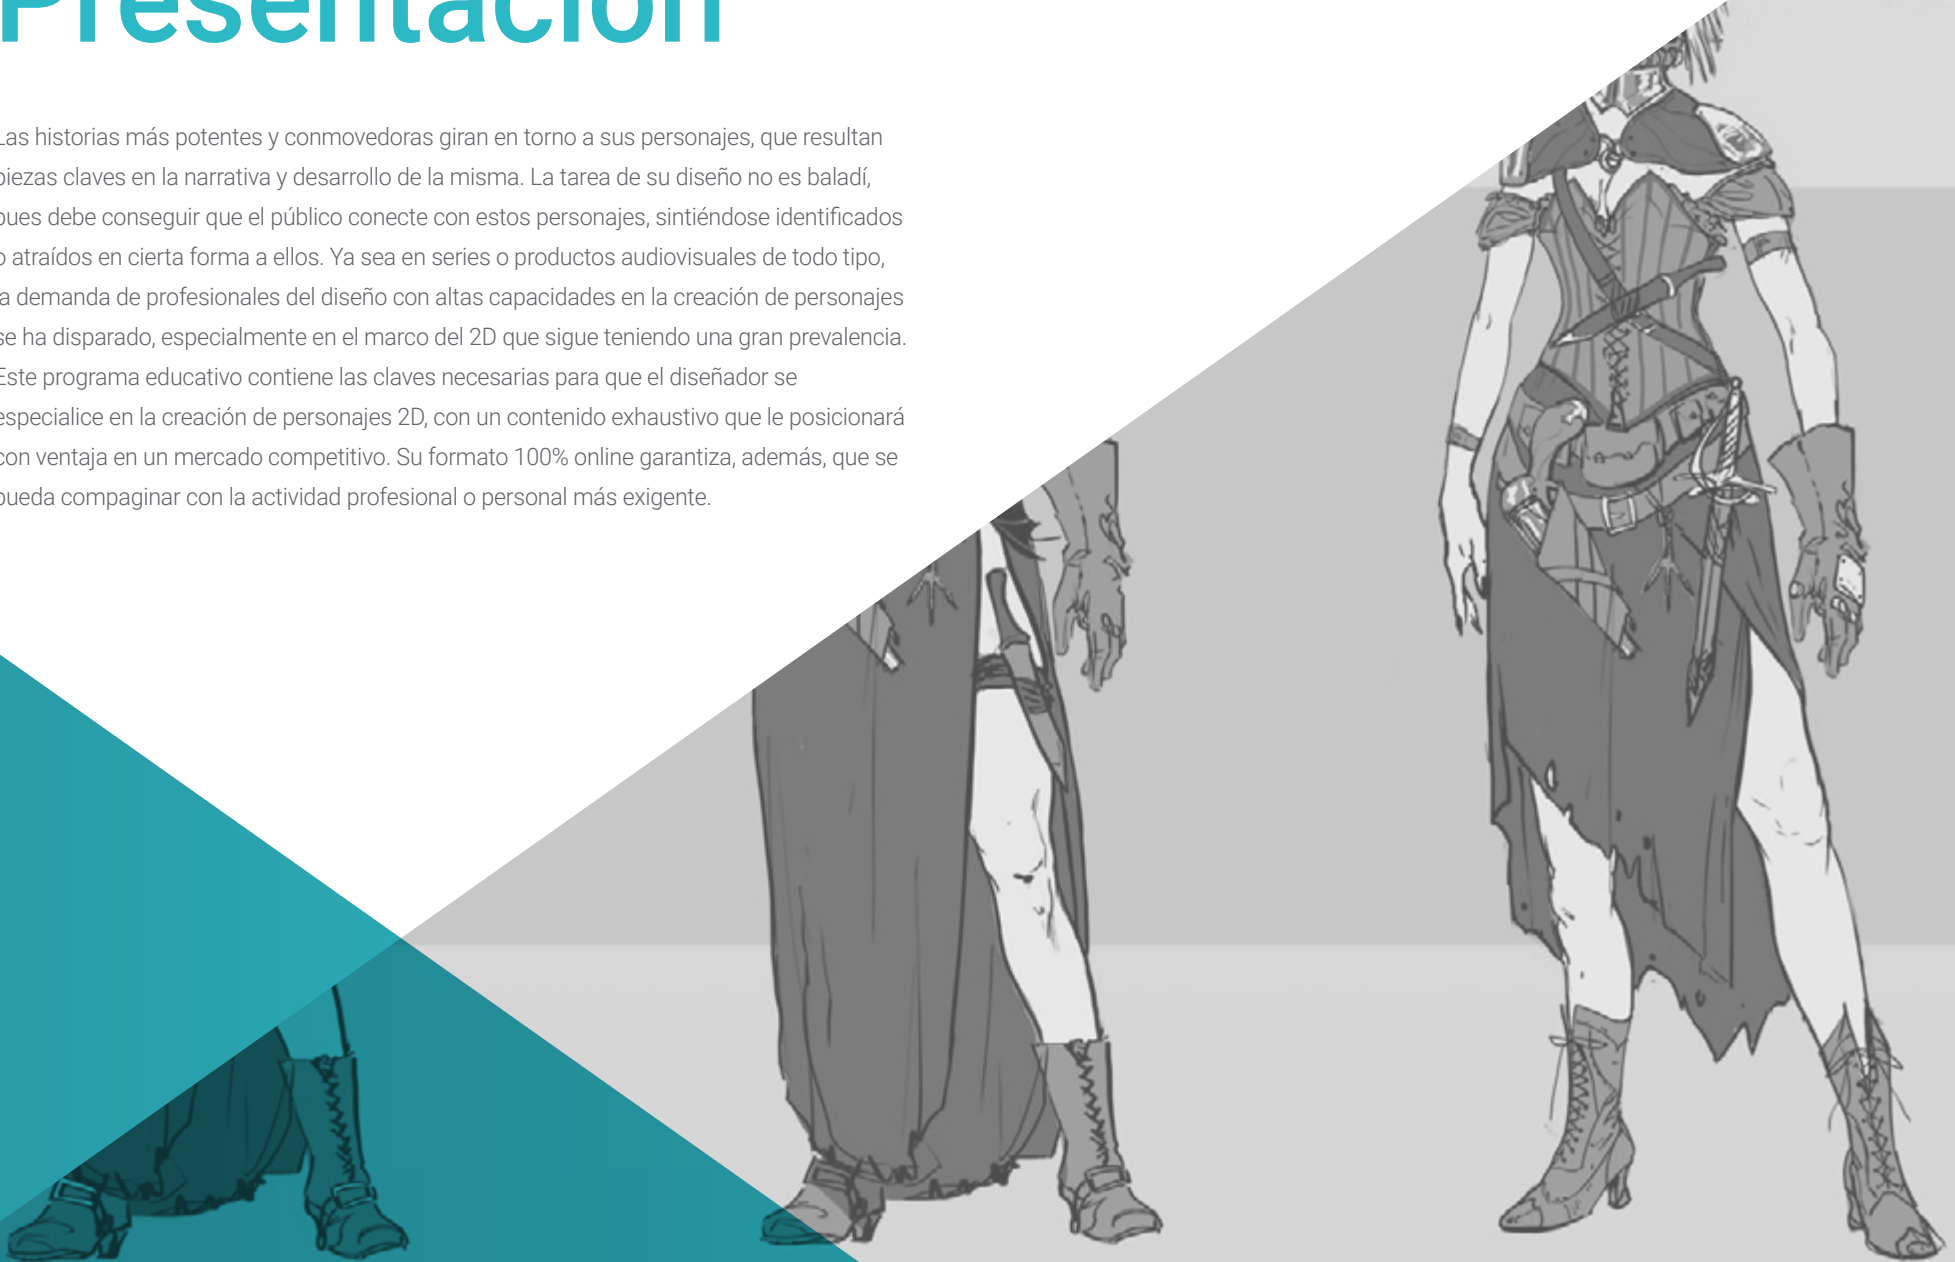 Presentación
Las historias más potentes y conmovedoras giran en torno a sus personajes, que resultan
piezas claves en la narrativa y desarrollo de la misma. La tarea de su diseño no es baladí,
pues debe conseguir que el público conecte con estos personajes, sintiéndose identificados
o atraídos en cierta forma a ellos. Ya sea en series o productos audiovisuales de todo tipo,
la demanda de profesionales del diseño con altas capacidades en la creación de personajes
se ha disparado, especialmente en el marco del 2D que sigue teniendo una gran prevalencia.
Este programa educativo contiene las claves necesarias para que el diseñador se
especialice en la creación de personajes 2D, con un contenido exhaustivo que le posicionará
con ventaja en un mercado competitivo. Su formato 100% online garantiza, además, que se
pueda compaginar con la actividad profesional o personal más exigente.